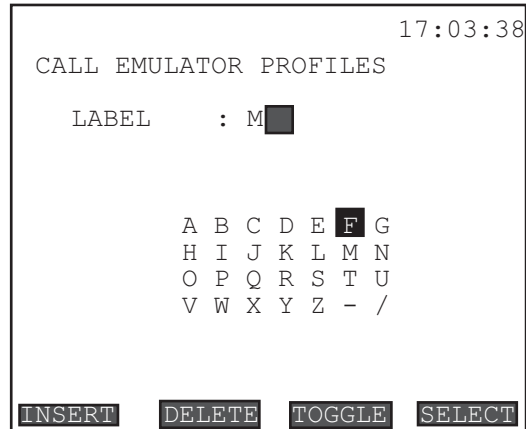 17:03:38
CALL EMULATOR PROFILES
LABEL : M
A B C D E F G
H I J K L M N
O P Q R S T U
V W X Y Z - /
INSERT DELETE TOGGLE SELECT